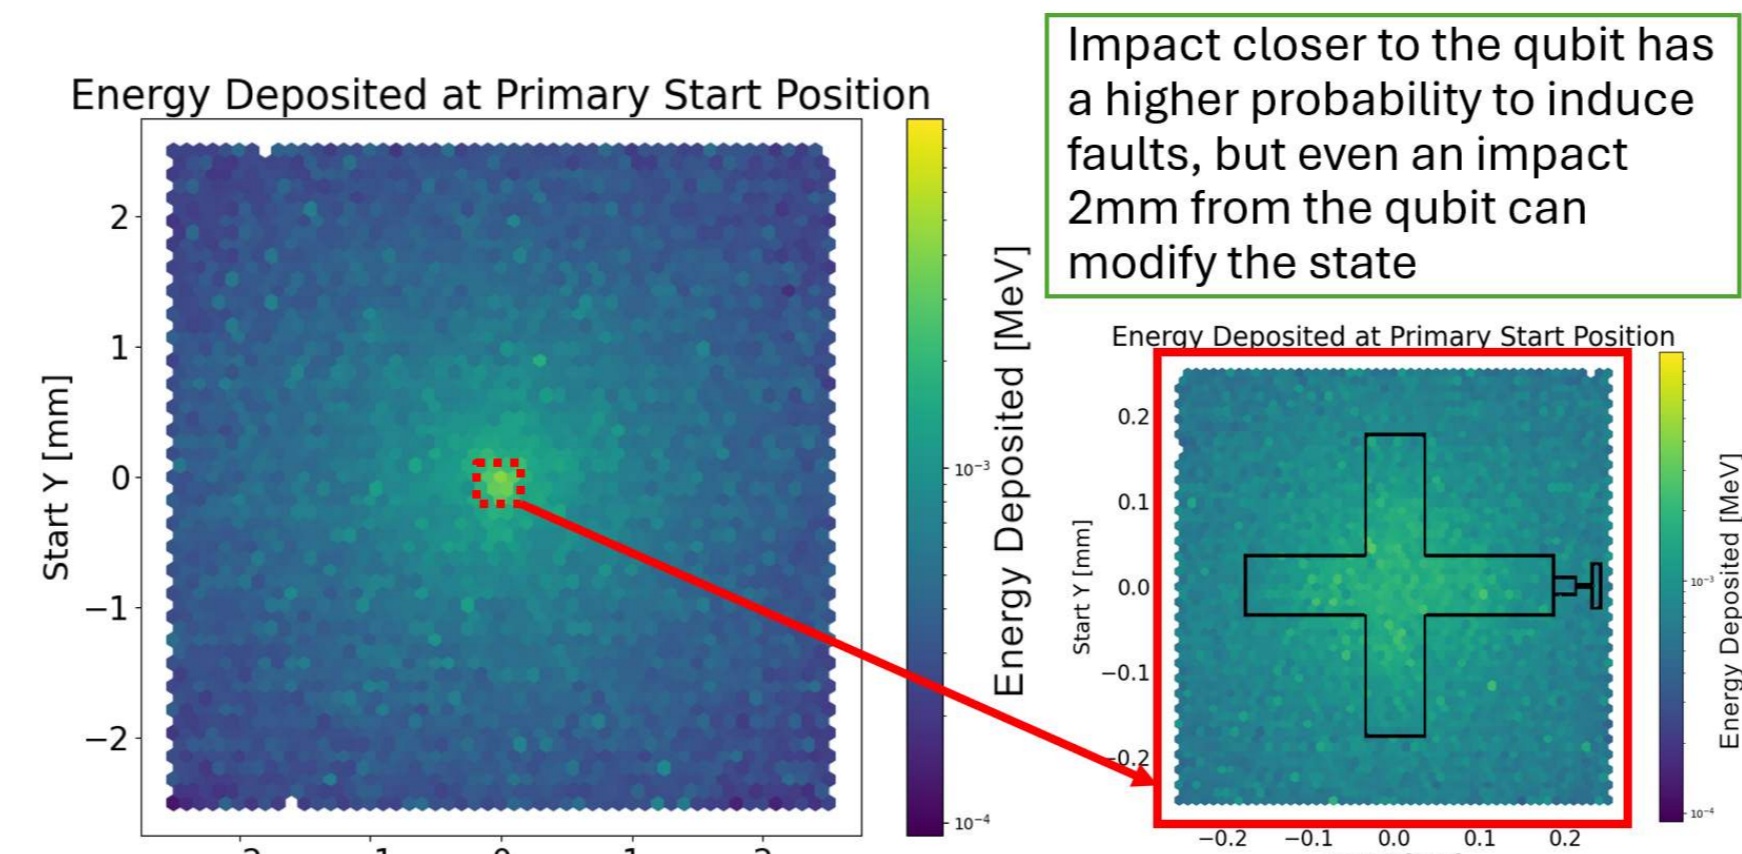 Energy Deposited at Primary Start Position
Start Y [mm]
2
1
0
−1
−2
Energy Deposited [MeV]
10⁻³
10⁻⁴
Impact closer to the qubit has
a higher probability to induce
faults, but even an impact
2mm from the qubit can
modify the state
Energy Deposited at Primary Start Position
Start Y [mm]
0.2
0.1
0.0
−0.1
−0.2
−0.2 −0.1 0.0 0.1 0.2
Energy Deposited [MeV]
10⁻³
10⁻⁴